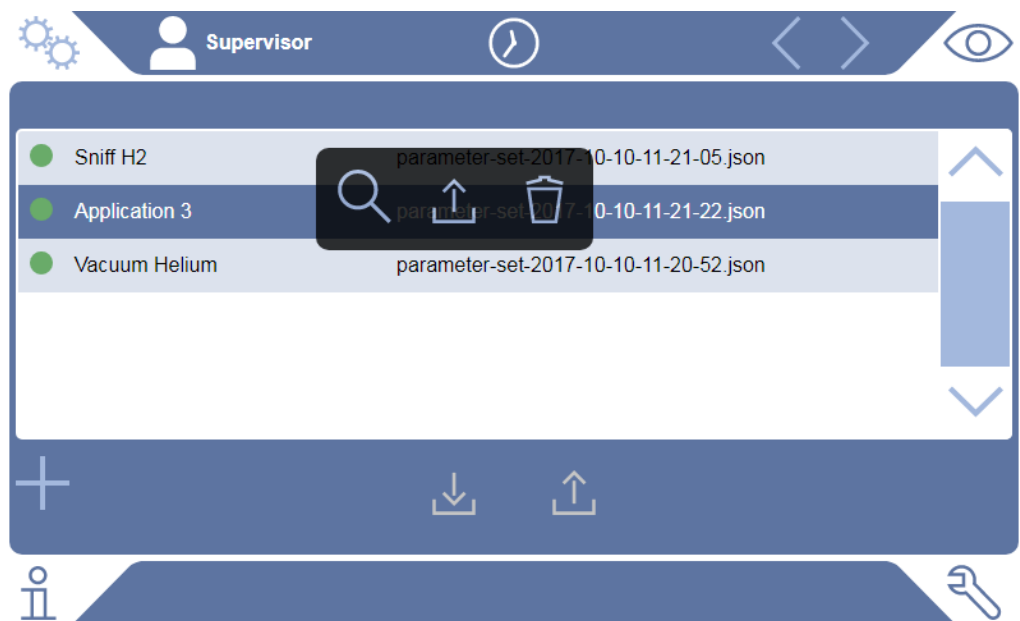 Supervisor
Sniff H2 parameter-set-2017-10-10-11-21-05.json
Application 3 parameter-set-2017-10-10-11-21-22.json
Vacuum Helium parameter-set-2017-10-10-11-20-52.json